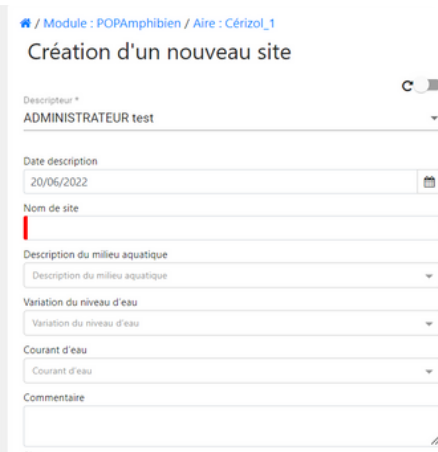 / Module : POPAmphibien / Aire : Cérizol_1
Création d'un nouveau site
Descripteur *
ADMINISTRATEUR test
Date description
20/06/2022
Nom de site
Description du milieu aquatique
Description du milieu aquatique
Variation du niveau d'eau
Variation du niveau d'eau
Courant d'eau
Courant d'eau
Commentaire